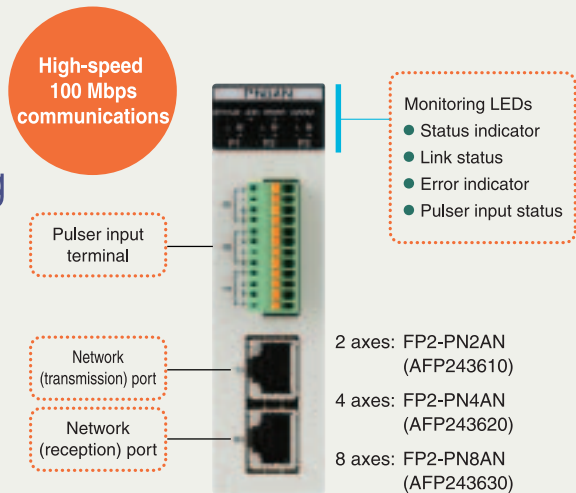 High-speed
100 Mbps
communications
g
Monitoring LEDs
Status indicator
Link status
Error indicator
Pulser input status
Pulser input
terminal
Network
(transmission) port
Network
(reception) port
2 axes: FP2-PN2AN
(AFP243610)
4 axes: FP2-PN4AN
(AFP243620)
8 axes: FP2-PN8AN
(AFP243630)